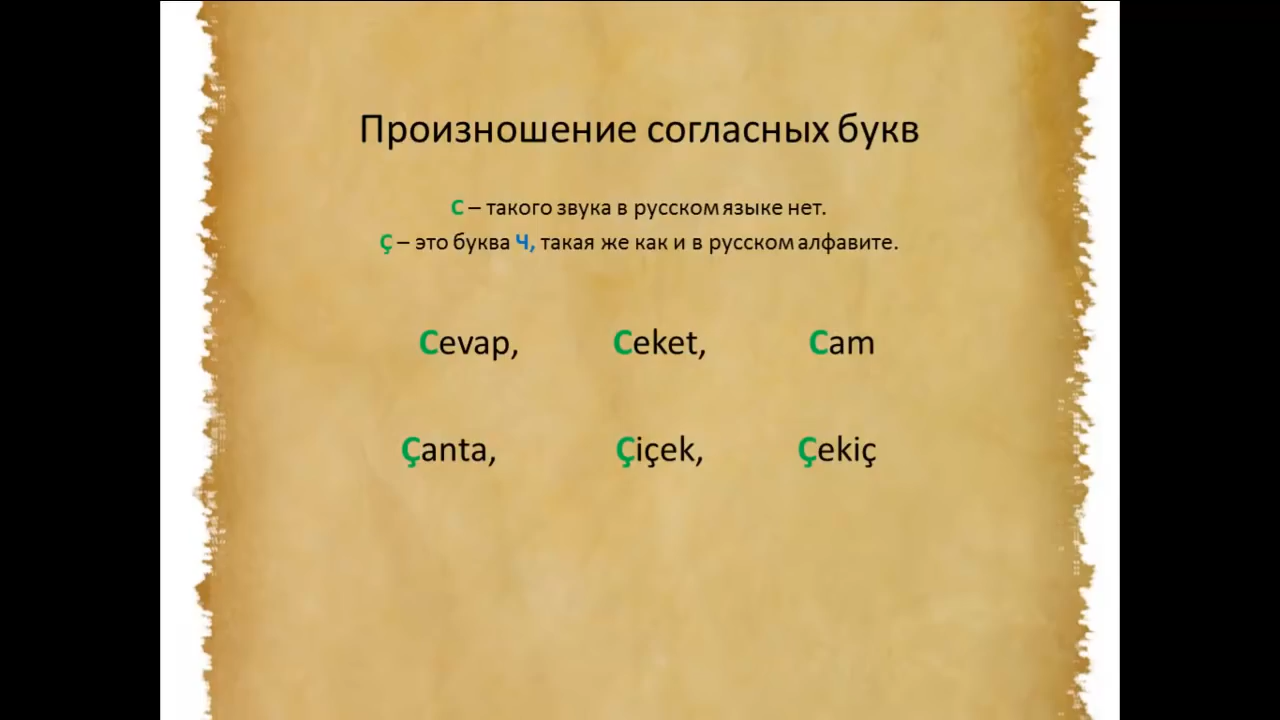 Произношение согласных букв
C – такого звука в русском языке нет.
Ç – это буква Ч, такая же как и в русском алфавите.
Cevap, Ceket, Cam
Çanta, Çiçek, Çekiç